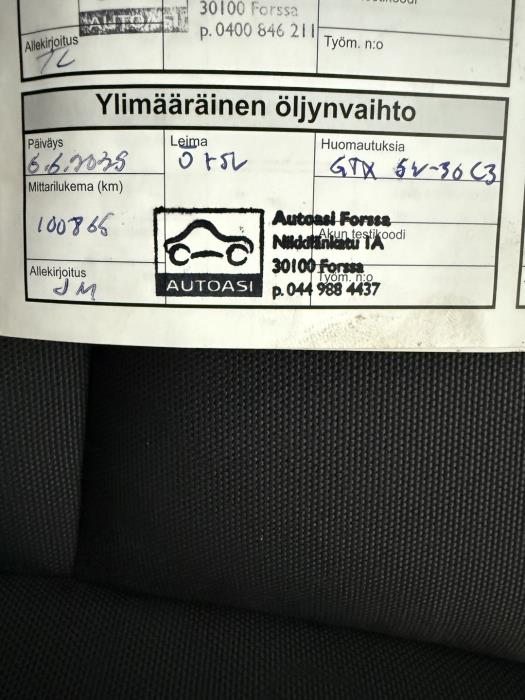 30100 Forssa
AUTOASI
p. 0400 846 211
Allekirjoitus
Työm. n:o
Ylimääräinen öljynvaihto
Päiväys
Leima
Huomautuksia
6.6.2025
GTX 5W-30 C3
Mittarilukema (km)
100865
Autoasi Forssa
Akun testikoodi
1A
30100 Forssa
Allekirjoitus
Työm. n:o
JM
AUTOASI
p. 044 988 4437